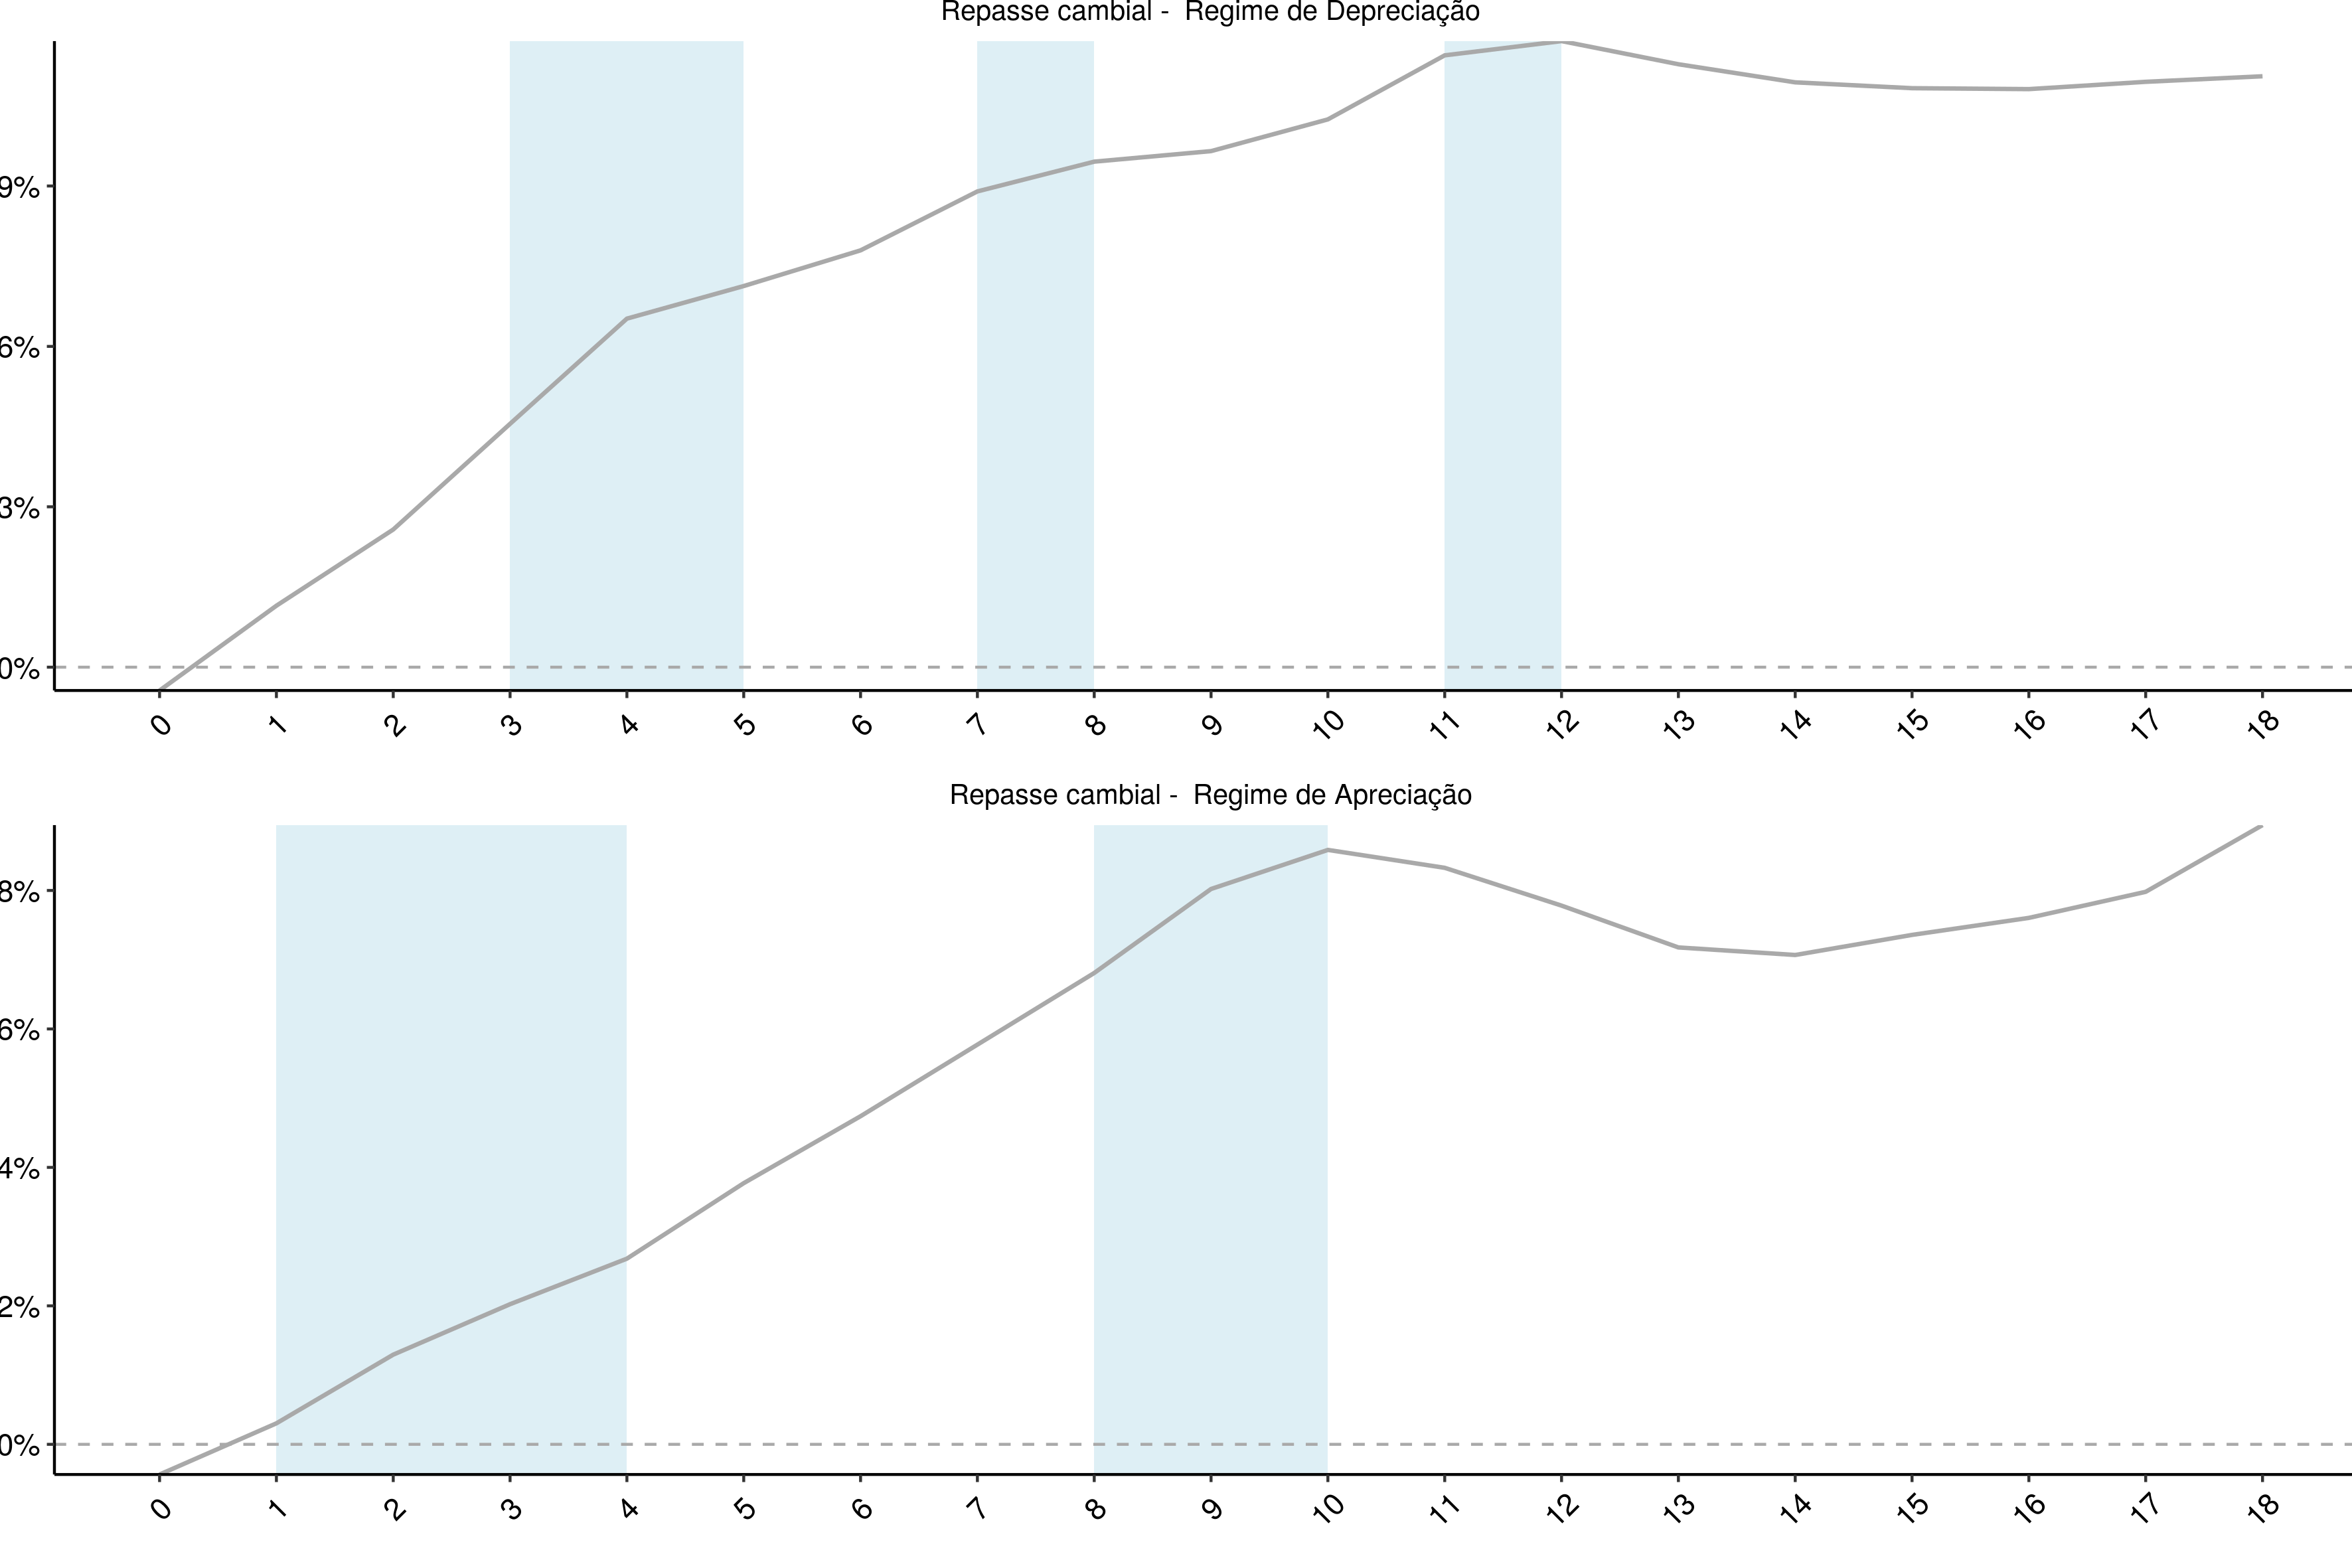 Repasse cambial -  Regime de Depreciação
9%
6%
3%
0%
0 1 2 3 4 5 6 7 8 9 10 11 12 13 14 15 16 17 18
Repasse cambial -  Regime de Apreciação
8%
6%
4%
2%
0%
0 1 2 3 4 5 6 7 8 9 10 11 12 13 14 15 16 17 18